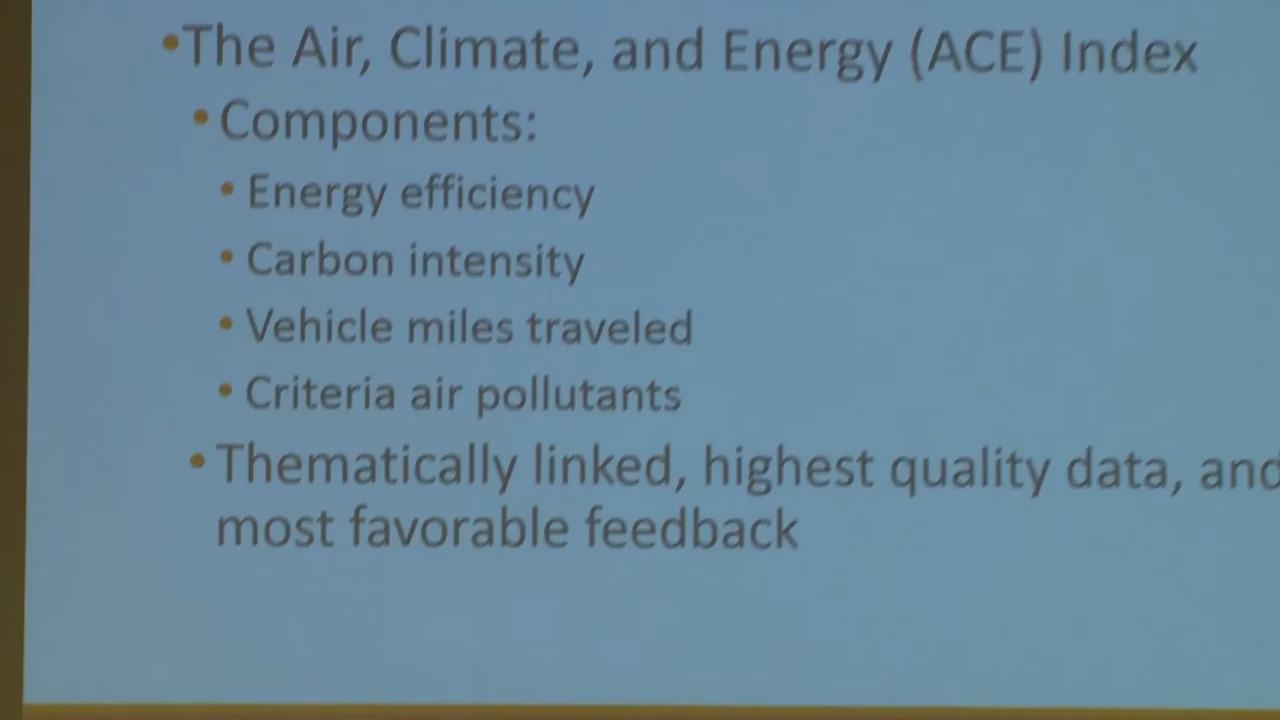 •The Air, Climate, and Energy (ACE) Index
• Components:
• Energy efficiency
• Carbon intensity
• Vehicle miles traveled
• Criteria air pollutants
• Thematically linked, highest quality data, and
most favorable feedback